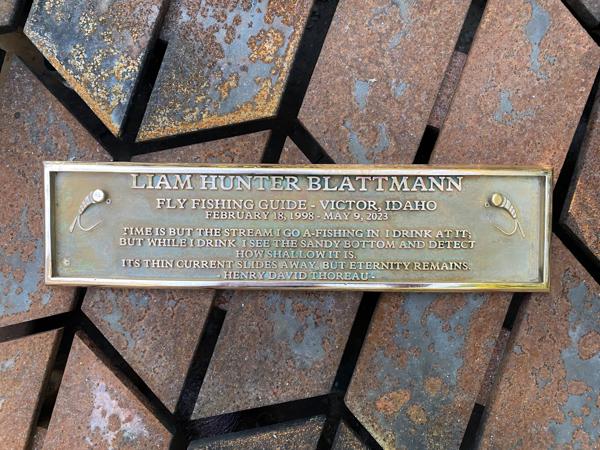 LIAM HUNTER BLATTMANN
FLY FISHING GUIDE - VICTOR, IDAHO
FEBRUARY 18, 1998 - MAY 9, 2023
TIME IS BUT THE STREAM I GO A-FISHING IN. I DRINK AT IT;
BUT WHILE I DRINK I SEE THE SANDY BOTTOM AND DETECT
HOW SHALLOW IT IS.
ITS THIN CURRENT SLIDES AWAY, BUT ETERNITY REMAINS.
- HENRY DAVID THOREAU -